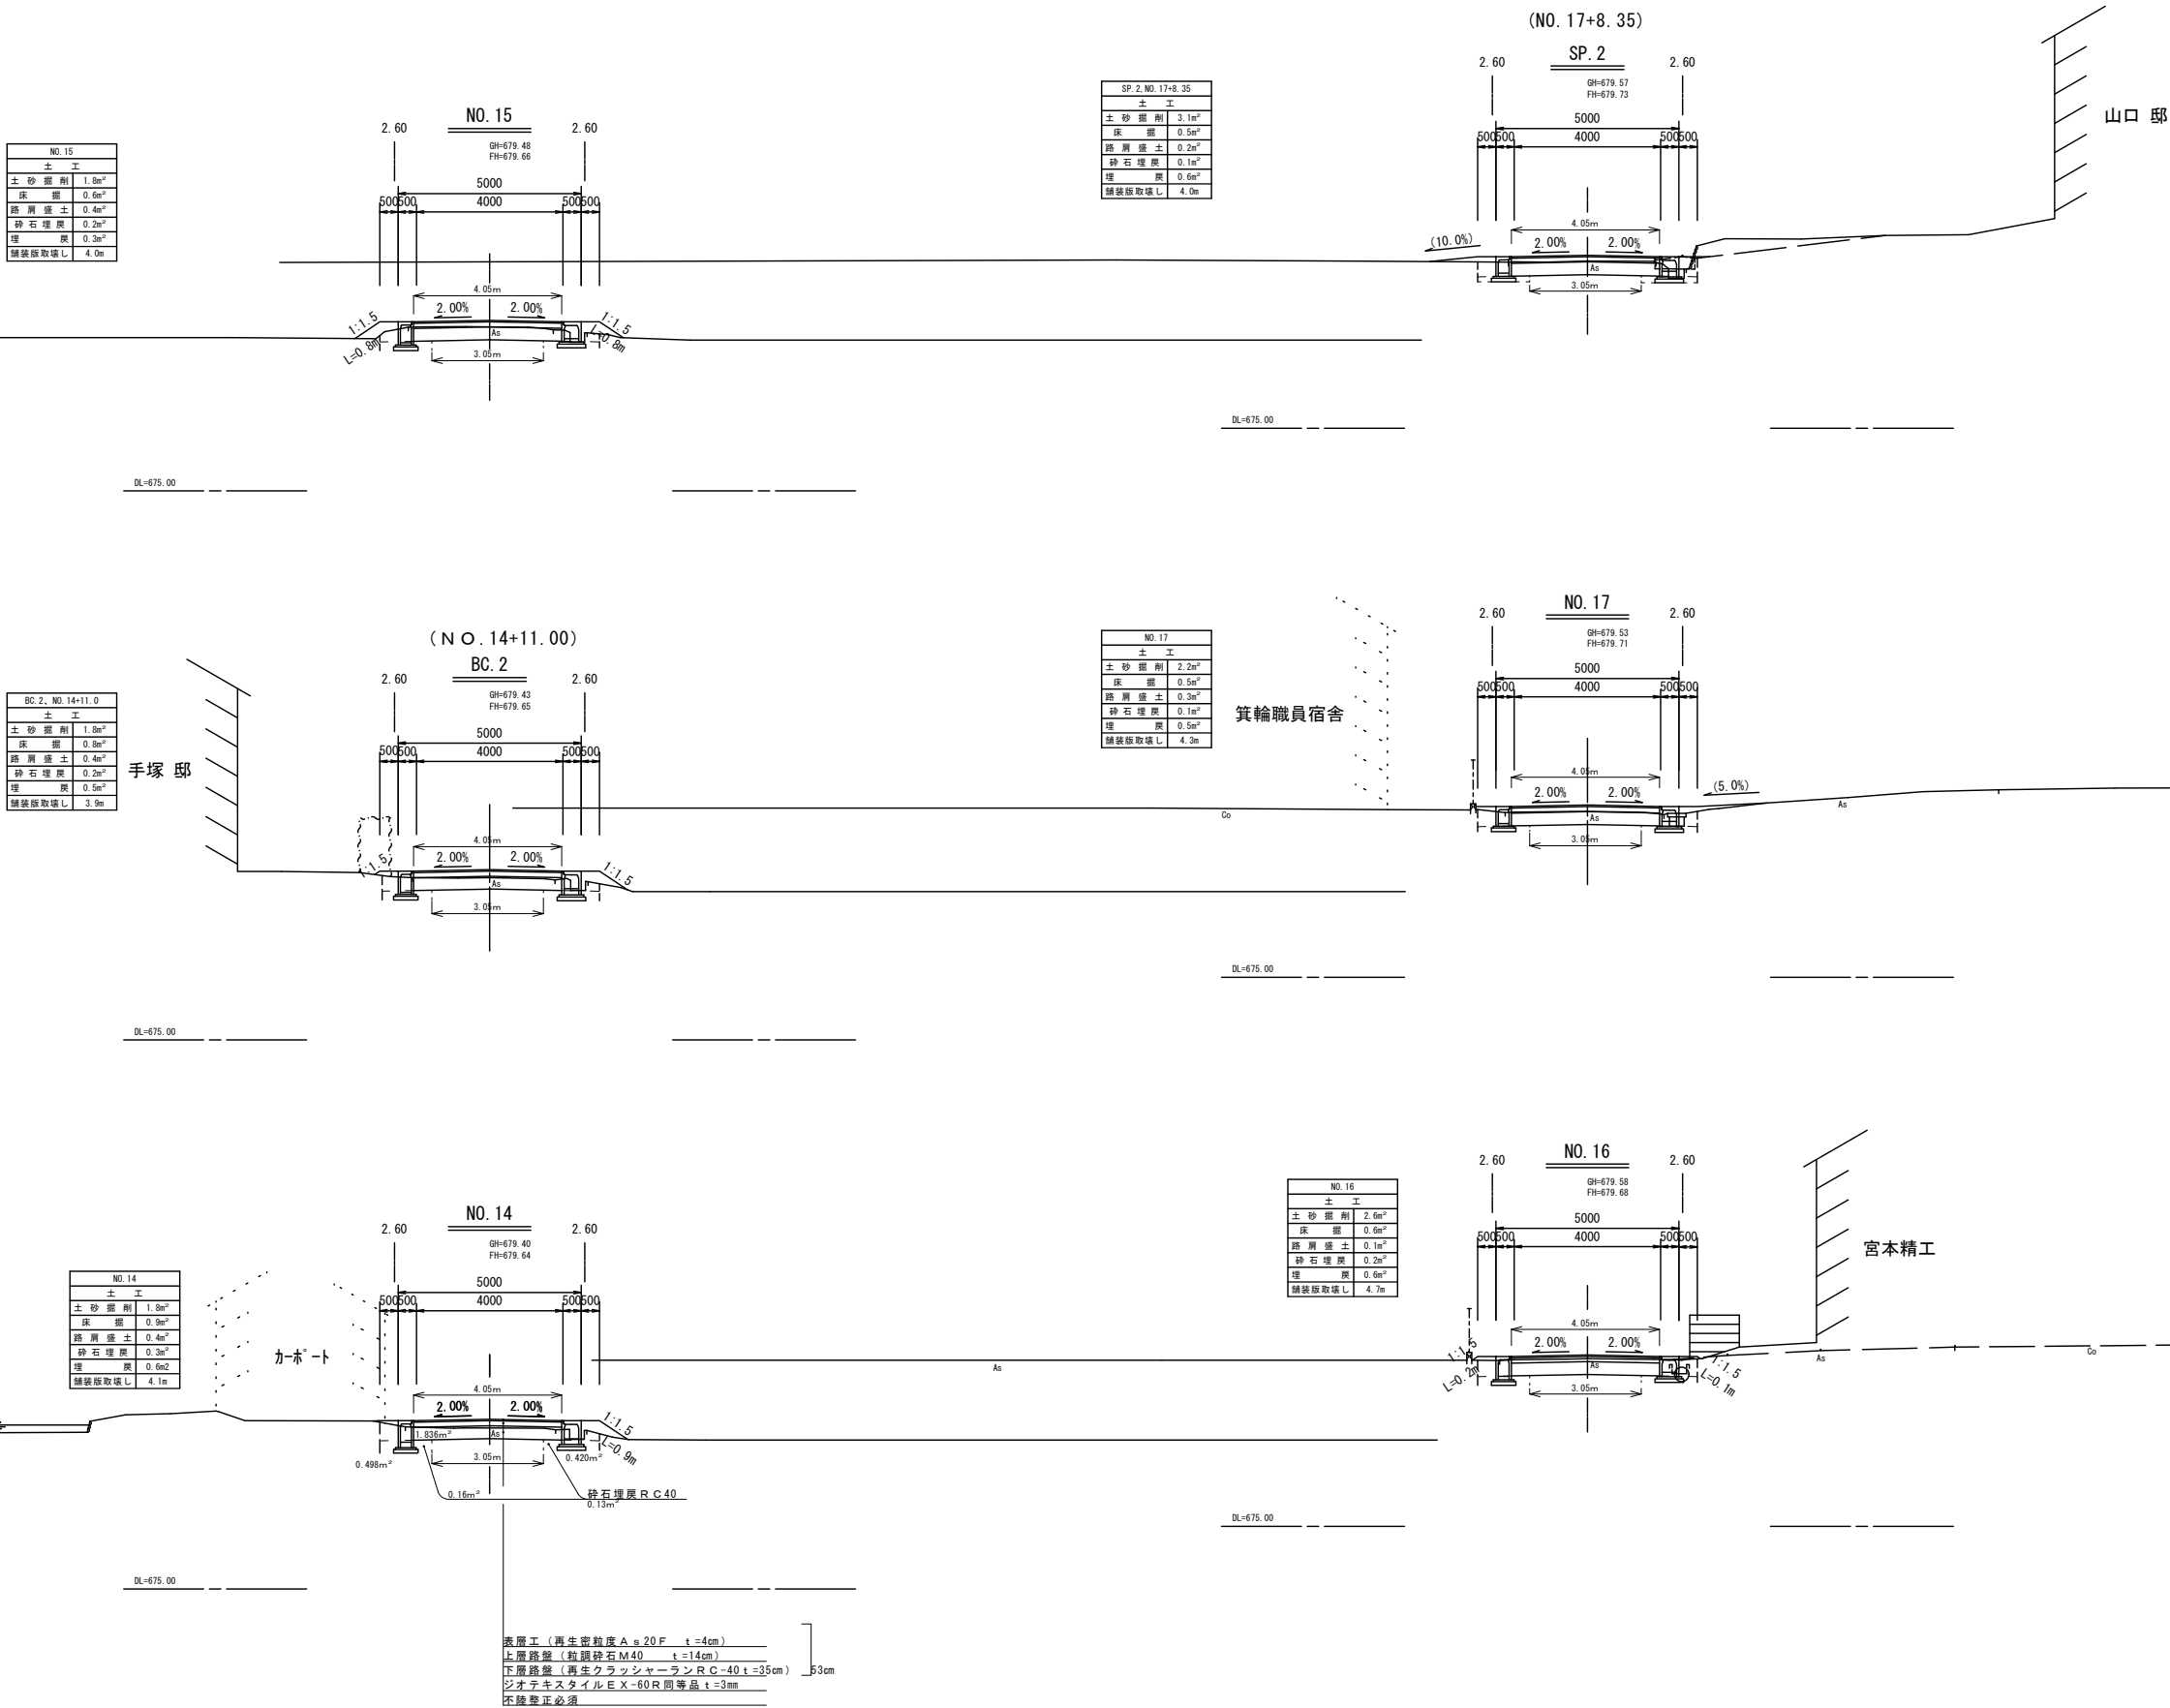 NO.15
土 工
土 砂 掘 削 1.8m²
床 掘 0.6m²
路 肩 盛 土 0.4m²
砕 石 埋 戻 0.2m²
埋 戻 0.3m²
舗装版取壊し 4.0m
NO.15
2.60 2.60
GH=679.48
FH=679.66
5000
500 500 4000 500 500
4.05m
2.00% 2.00%
1:1.5 1:1.5
As
L=0.8m L=0.8m
3.05m
DL=675.00
SP.2,NO.17+8.35
土 工
土 砂 掘 削 3.1m²
床 掘 0.5m²
路 肩 盛 土 0.2m²
砕 石 埋 戻 0.1m²
埋 戻 0.6m²
舗装版取壊し 4.0m
(NO.17+8.35)
SP.2
2.60 2.60
GH=679.57
FH=679.73
5000
500 500 4000 500 500
山口 邸
4.05m
(10.0%) 2.00% 2.00%
As
3.05m
DL=675.00
BC.2、NO.14+11.0
土 工
土 砂 掘 削 1.8m²
床 掘 0.8m²
路 肩 盛 土 0.4m²
砕 石 埋 戻 0.2m²
埋 戻 0.5m²
舗装版取壊し 3.9m
手塚 邸
(ＮＯ.14+11.00)
BC.2
2.60 2.60
GH=679.43
FH=679.65
5000
500 500 4000 500 500
4.05m
2.00% 2.00%
1:1.5 1:1.5
As
3.05m
DL=675.00
NO.17
土 工
土 砂 掘 削 2.2m²
床 掘 0.5m²
路 肩 盛 土 0.3m²
砕 石 埋 戻 0.1m²
埋 戻 0.5m²
舗装版取壊し 4.3m
箕輪職員宿舎
NO.17
2.60 2.60
GH=679.53
FH=679.71
5000
500 500 4000 500 500
4.05m
2.00% 2.00% (5.0%)
Co As As
3.05m
DL=675.00
NO.14
土 工
土 砂 掘 削 1.8m²
床 掘 0.9m²
路 肩 盛 土 0.4m²
砕 石 埋 戻 0.3m²
埋 戻 0.6m2
舗装版取壊し 4.1m
ｶｰﾎﾟｰﾄ
NO.14
2.60 2.60
GH=679.40
FH=679.64
5000
500 500 4000 500 500
As
4.05m
2.00% 2.00%
1:1.5
1.836m² As
L=0.9m
0.498m² 3.05m 0.420m²
0.16m² 砕石埋戻ＲＣ40
0.13m²
DL=675.00
NO.16
土 工
土 砂 掘 削 2.6m²
床 掘 0.6m²
路 肩 盛 土 0.1m²
砕 石 埋 戻 0.2m²
埋 戻 0.6m²
舗装版取壊し 4.7m
NO.16
2.60 2.60
GH=679.58
FH=679.68
5000
500 500 4000 500 500
宮本精工
4.05m
2.00% 2.00%
1:1.5 1:1.5
As As Co
L=0.2m L=0.1m
3.05m
DL=675.00
表層工（再生密粒度Ａｓ20Ｆ ｔ=4㎝）
上層路盤（粒調砕石Ｍ40 ｔ=14㎝）
下層路盤（再生クラッシャーランＲＣ-40ｔ=35㎝） 53㎝
ジオテキスタイルＥＸ-60Ｒ同等品ｔ=3㎜
不陸整正必須